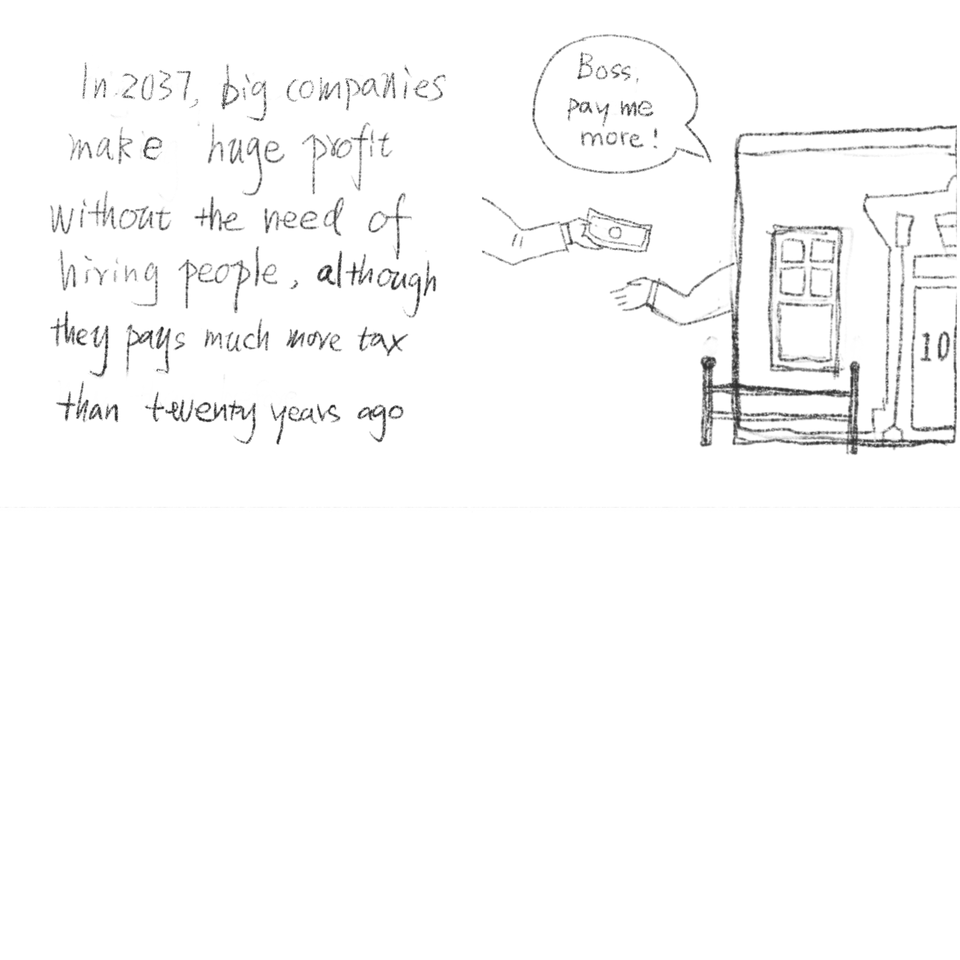 In 2037, big companies
make huge profit
without the need of
hiring people, although
they pays much more tax
than twenty years ago
Boss,
pay me
more!
10